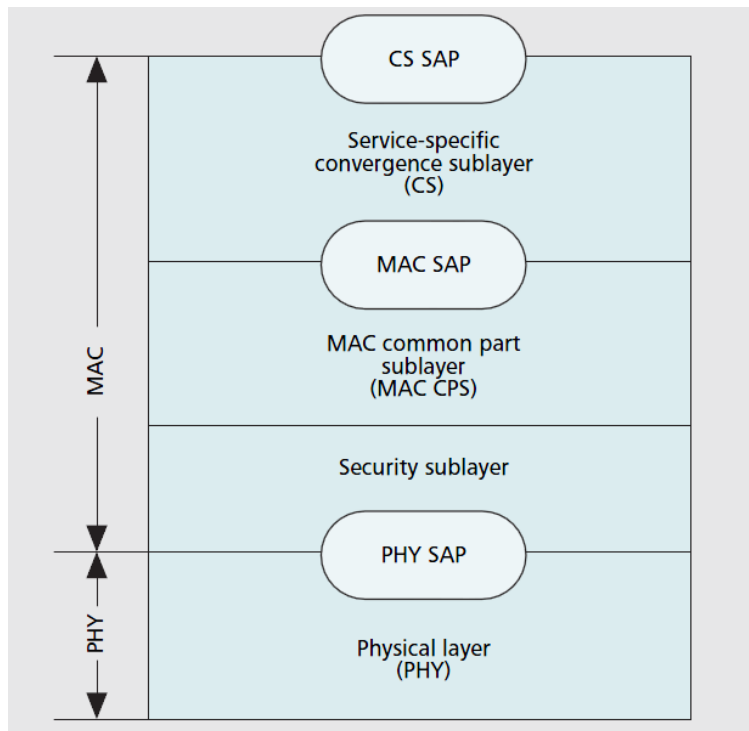 CS SAP
Service-specific
convergence sublayer
(CS)
MAC SAP
MAC common part
sublayer
(MAC CPS)
MAC
Security sublayer
PHY SAP
PHY
Physical layer
(PHY)